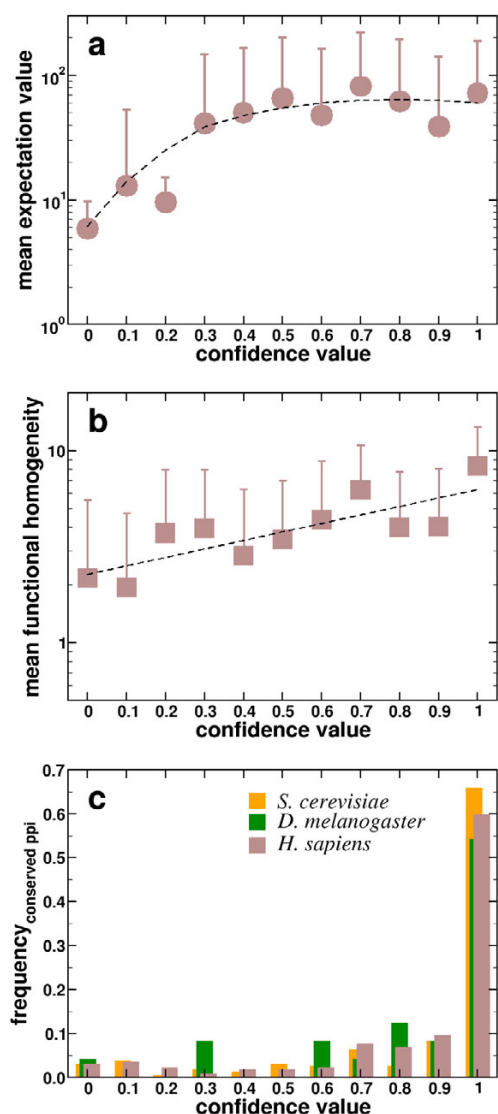 a
mean expectation value
10²
10¹
10⁰
0 0.1 0.2 0.3 0.4 0.5 0.6 0.7 0.8 0.9 1
confidence value
b
mean functional homogeneity
10
1
0 0.1 0.2 0.3 0.4 0.5 0.6 0.7 0.8 0.9 1
confidence value
c
S. cerevisiae
D. melanogaster
H. sapiens
frequency conserved ppi
0.7
0.6
0.5
0.4
0.3
0.2
0.1
0.0
0 0.1 0.2 0.3 0.4 0.5 0.6 0.7 0.8 0.9 1
confidence value